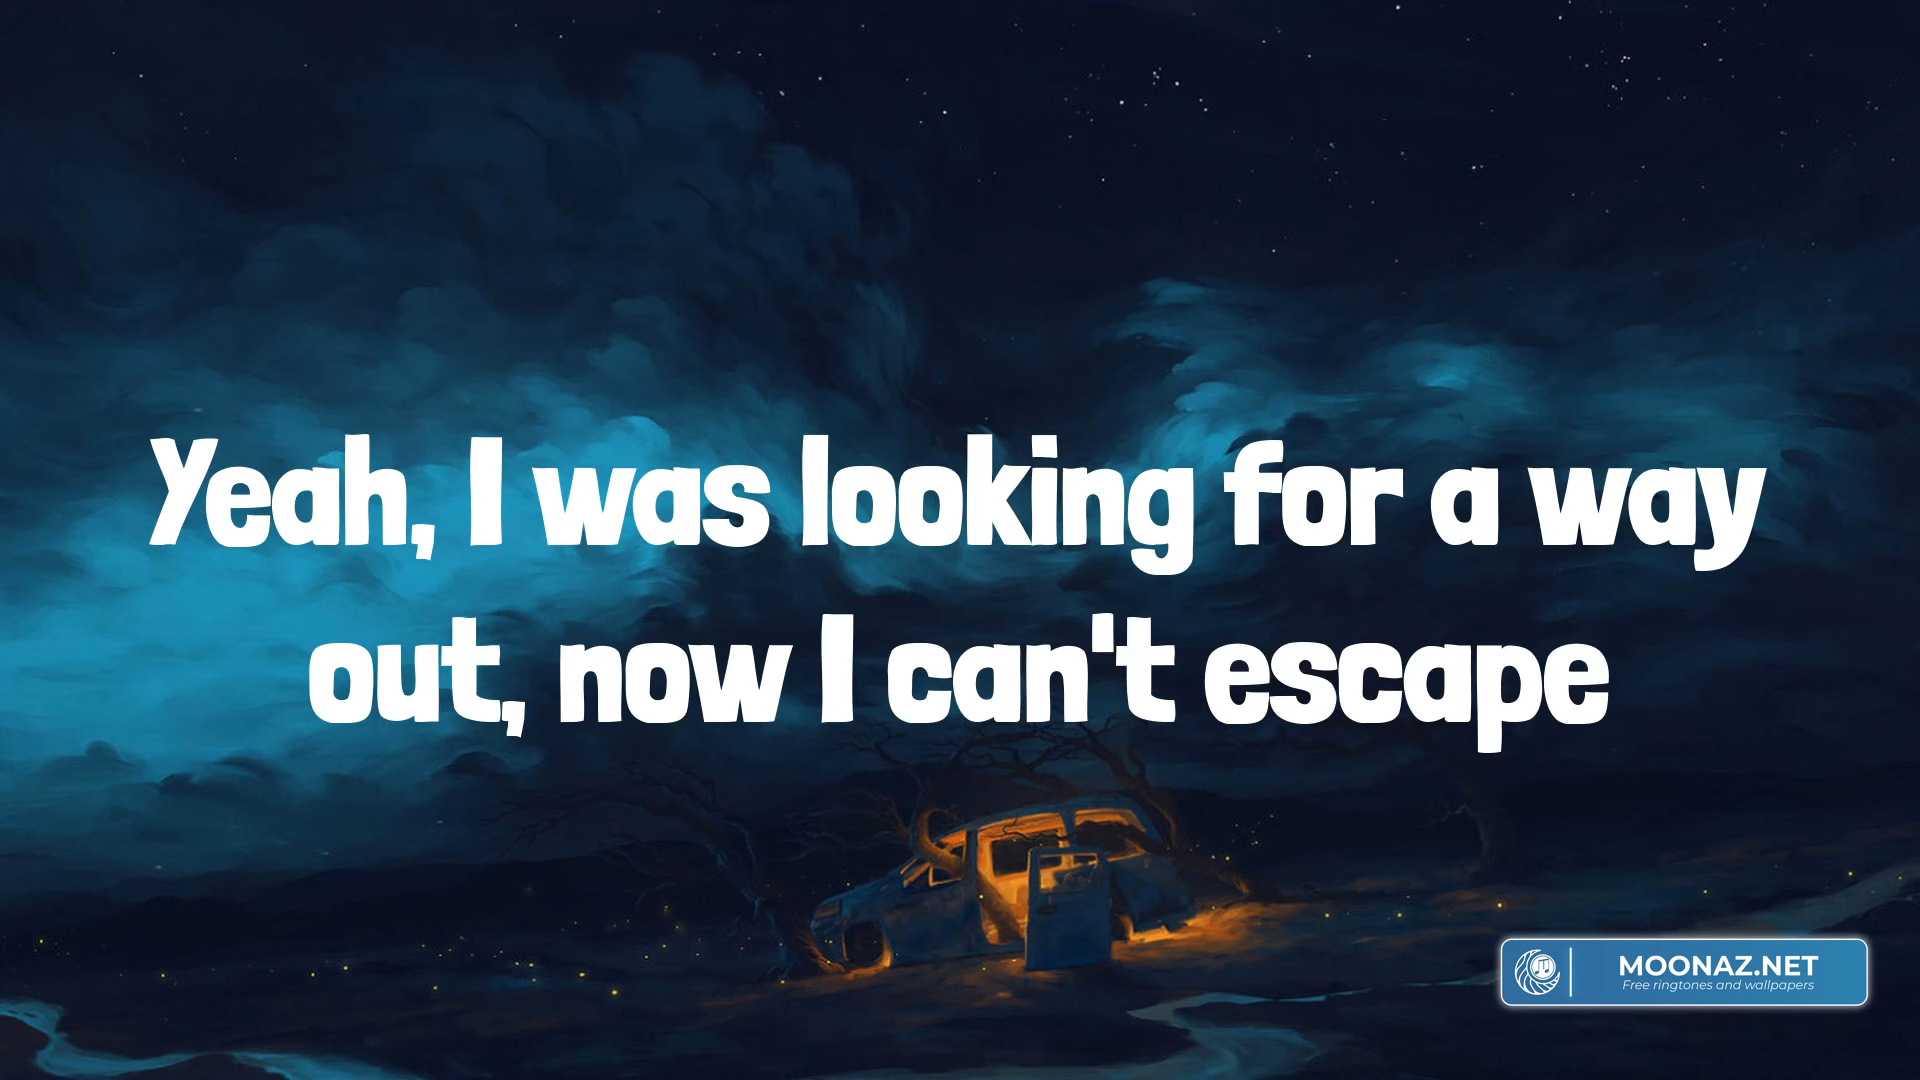 Yeah, I was looking for a way
out, now I can't escape
MOONAZ.NET
Free ringtones and wallpapers